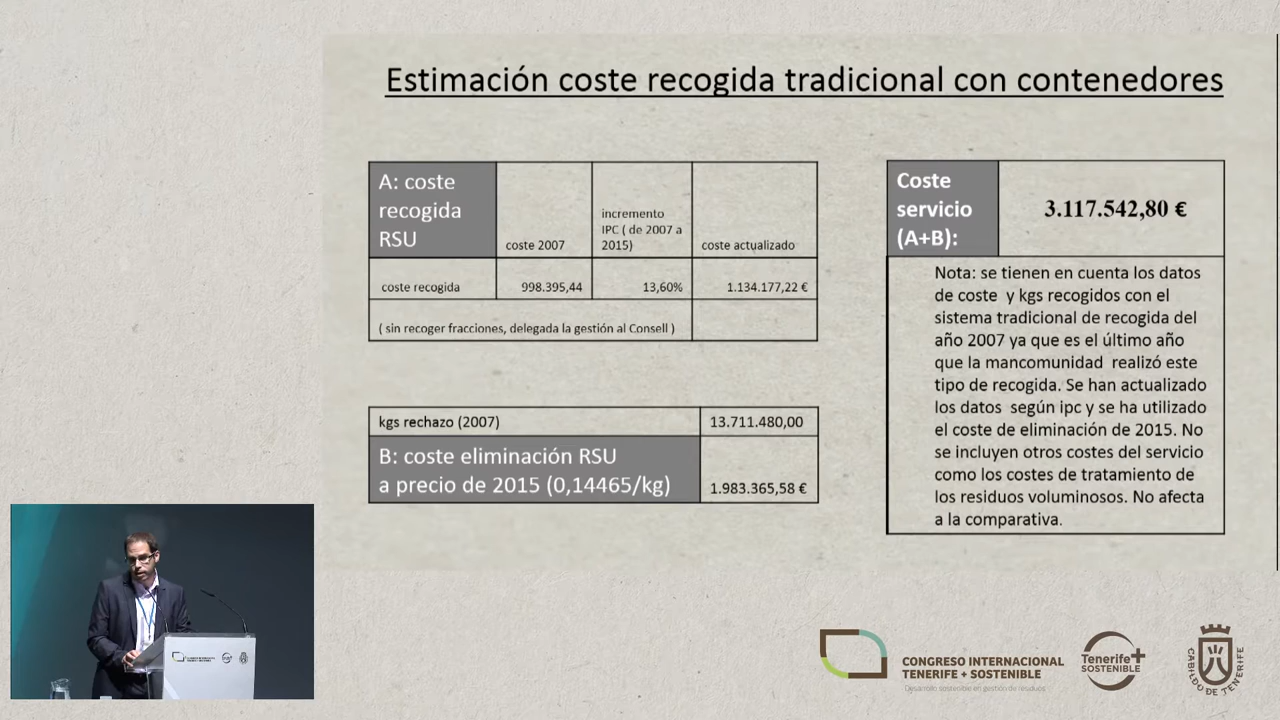 Estimación coste recogida tradicional con contenedores
A: coste
recogida
RSU
coste 2007
incremento
IPC ( de 2007 a
2015)
coste actualizado
coste recogida
998.395,44
13,60%
1.134.177,22 €
( sin recoger fracciones, delegada la gestión al Consell )
kgs rechazo (2007)
13.711.480,00
B: coste eliminación RSU
a precio de 2015 (0,14465/kg)
1.983.365,58 €
Coste
servicio
(A+B):
3.117.542,80 €
Nota: se tienen en cuenta los datos
de coste y kgs recogidos con el
sistema tradicional de recogida del
año 2007 ya que es el último año
que la mancomunidad realizó este
tipo de recogida. Se han actualizado
los datos según ipc y se ha utilizado
el coste de eliminación de 2015. No
se incluyen otros costes del servicio
como los costes de tratamiento de
los residuos voluminosos. No afecta
a la comparativa.
CONGRESO INTERNACIONAL
TENERIFE + SOSTENIBLE
Desarrollo sostenible en gestión de residuos
Tenerife+
SOSTENIBLE
CABILDO DE TENERIFE